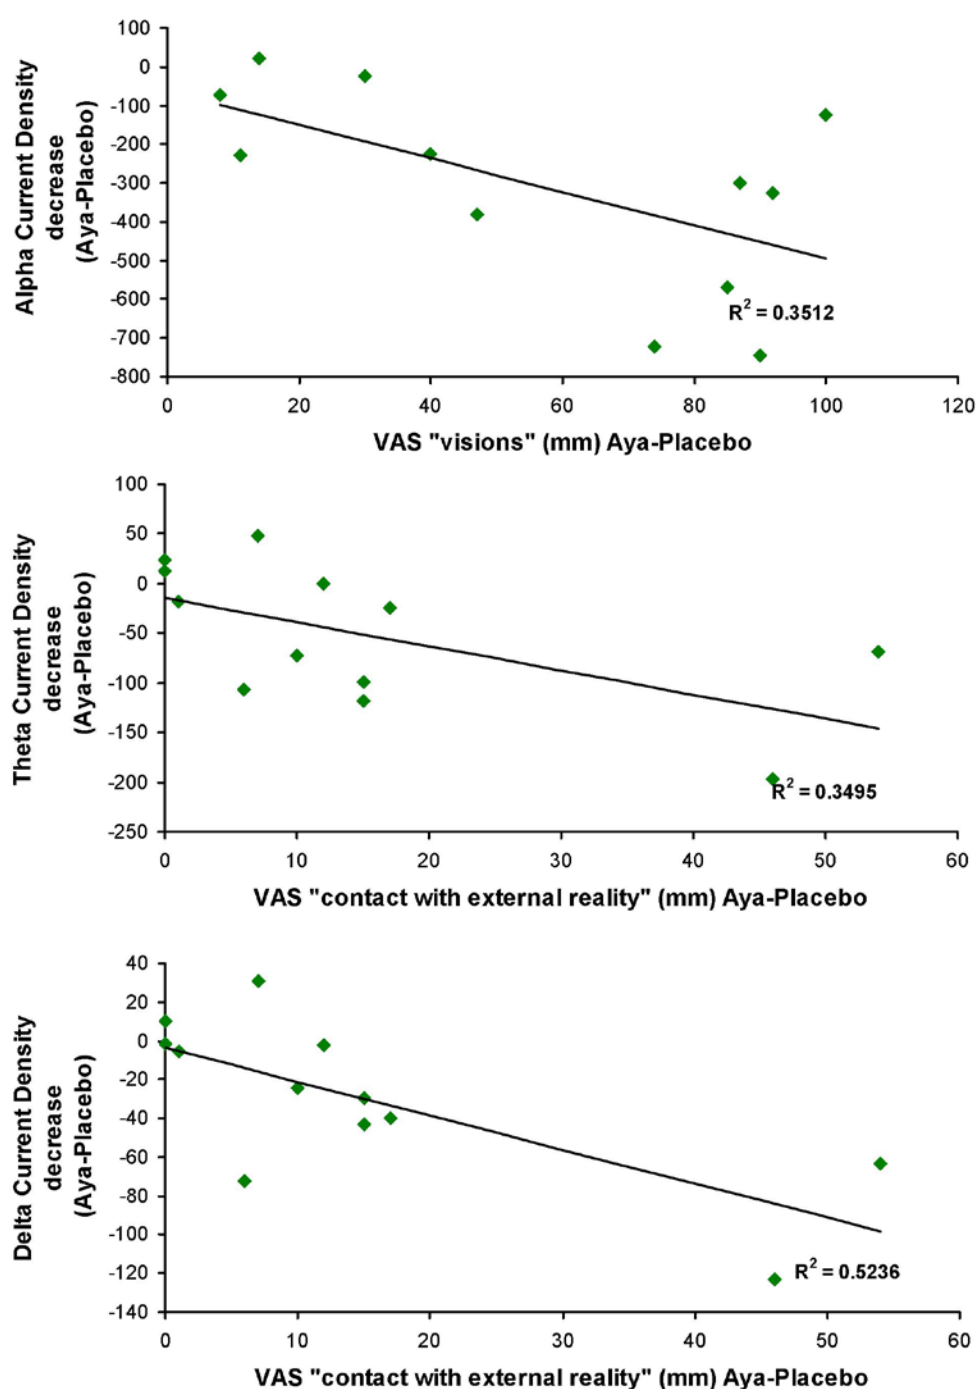 Alpha Current Density
decrease
(Aya-Placebo)
100
0
-100
-200
-300
-400
-500
-600
-700
-800
R² = 0.3512
0 20 40 60 80 100 120
VAS "visions" (mm) Aya-Placebo
Theta Current Density
decrease
(Aya-Placebo)
100
50
0
-50
-100
-150
-200
-250
R² = 0.3495
0 10 20 30 40 50 60
VAS "contact with external reality" (mm) Aya-Placebo
Delta Current Density
decrease
(Aya-Placebo)
40
20
0
-20
-40
-60
-80
-100
-120
-140
R² = 0.5236
0 10 20 30 40 50 60
VAS "contact with external reality" (mm) Aya-Placebo